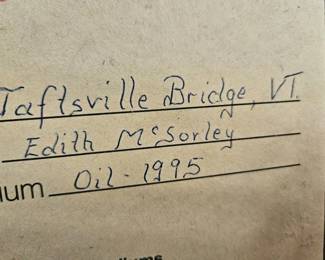 Taftsville Bridge, VT.
Edith McSorley
ium Oil - 1995